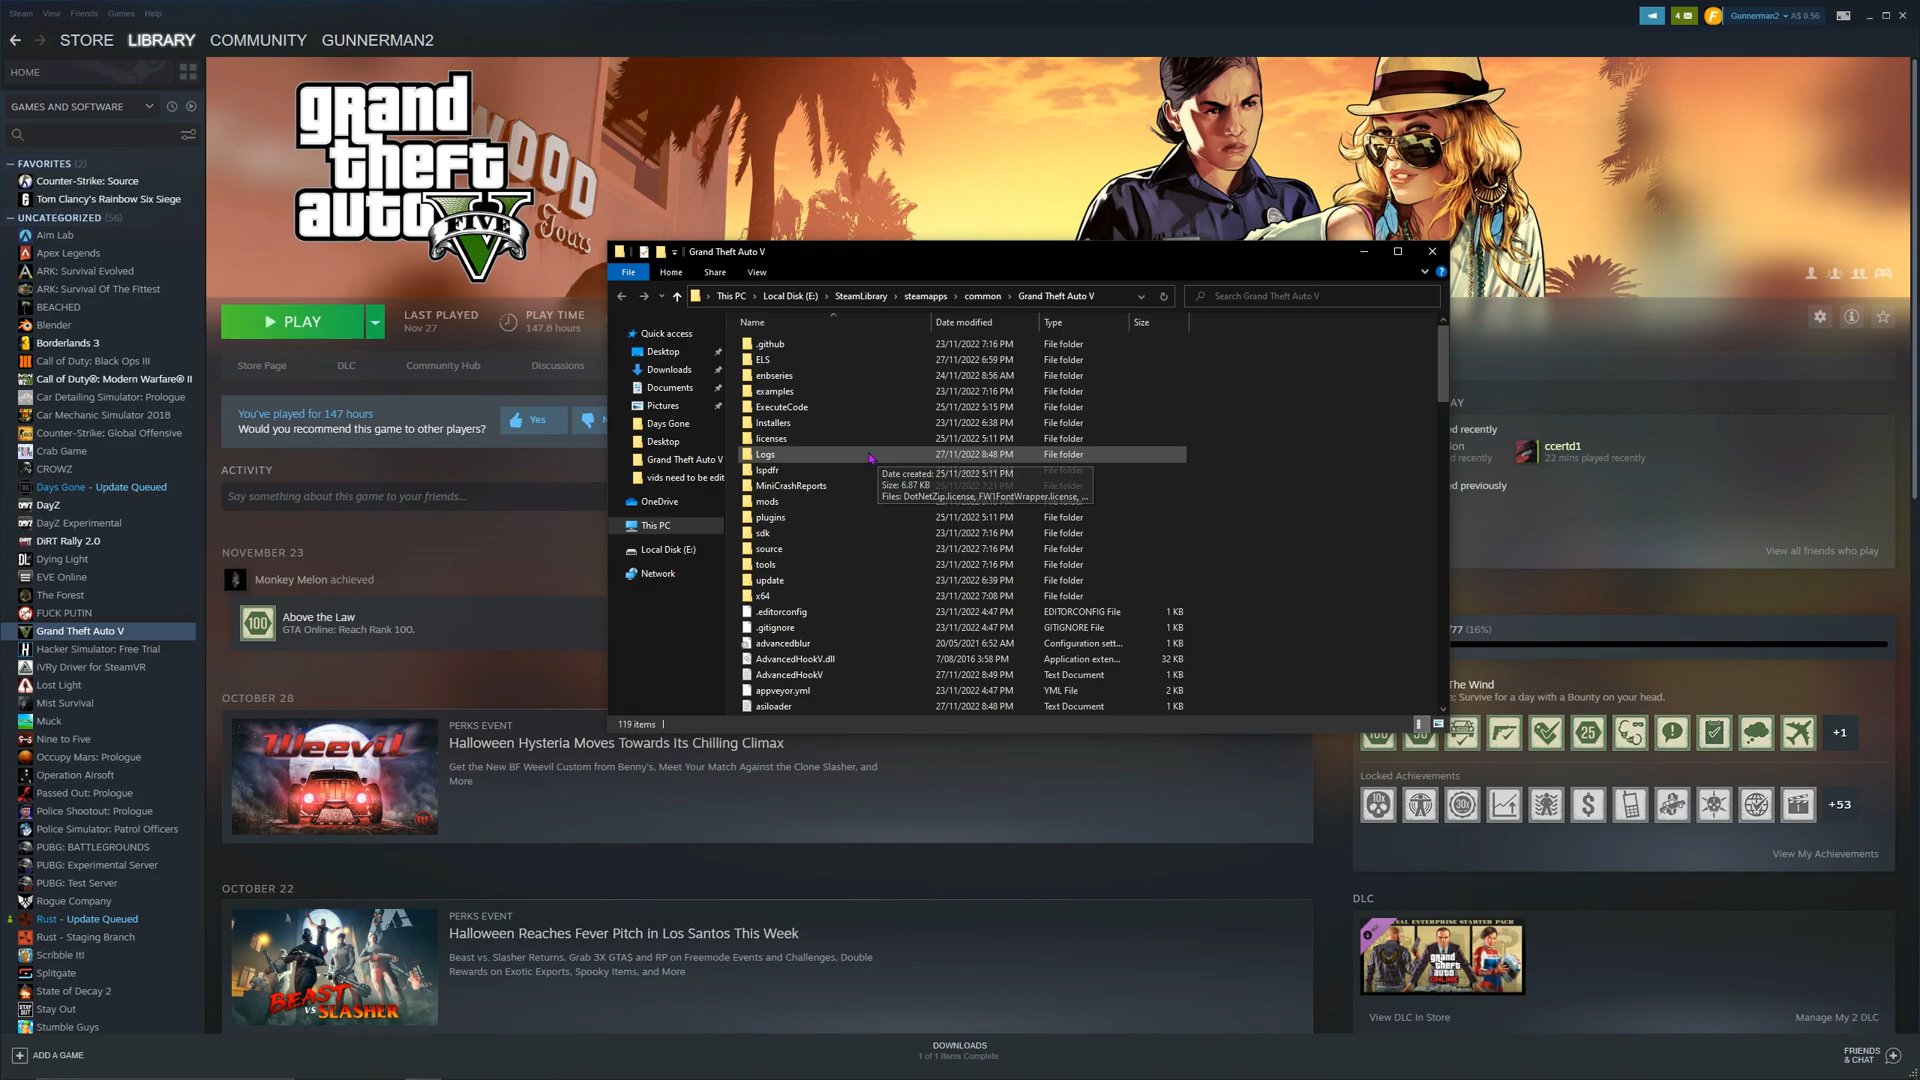 Steam View Friends Games Help
4 Gunnerman2 A$ 0.56
STORE LIBRARY COMMUNITY GUNNERMAN2
HOME
GAMES AND SOFTWARE
FAVORITES (2)
Counter-Strike: Source
Tom Clancy's Rainbow Six Siege
UNCATEGORIZED (56)
Aim Lab
Apex Legends
ARK: Survival Evolved
ARK: Survival Of The Fittest
BEACHED
Blender
Borderlands 3
Call of Duty: Black Ops III
Call of Duty®: Modern Warfare® II
Car Detailing Simulator: Prologue
Car Mechanic Simulator 2018
Counter-Strike: Global Offensive
Crab Game
CROWZ
Days Gone - Update Queued
DayZ
DayZ Experimental
DiRT Rally 2.0
Dying Light
EVE Online
The Forest
FUCK PUTIN
Grand Theft Auto V
Hacker Simulator: Free Trial
iVRy Driver for SteamVR
Lost Light
Mist Survival
Muck
Nine to Five
Occupy Mars: Prologue
Operation Airsoft
Passed Out: Prologue
Police Shootout: Prologue
Police Simulator: Patrol Officers
PUBG: BATTLEGROUNDS
PUBG: Experimental Server
PUBG: Test Server
Rogue Company
Rust - Update Queued
Rust - Staging Branch
Scribble It!
Splitgate
State of Decay 2
Stay Out
Stumble Guys
ADD A GAME
grand
theft
auto
V
FIVE
WOOD
Tours
PLAY
LAST PLAYED
Nov 27
PLAY TIME
147.8 hours
Store Page DLC Community Hub Discussions
You've played for 147 hours
Would you recommend this game to other players?
Yes
ACTIVITY
Say something about this game to your friends...
NOVEMBER 23
Monkey Melon achieved
100
Above the Law
GTA Online: Reach Rank 100.
OCTOBER 28
Weevil
PERKS EVENT
Halloween Hysteria Moves Towards Its Chilling Climax
Get the New BF Weevil Custom from Benny's, Meet Your Match Against the Clone Slasher, and
More
OCTOBER 22
BEAST
VS SLASHER
PERKS EVENT
Halloween Reaches Fever Pitch in Los Santos This Week
Beast vs. Slasher Returns, Grab 3X GTA$ and RP on Freemode Events and Challenges, Double
Rewards on Exotic Exports, Spooky Items, and More
Grand Theft Auto V
File Home Share View
This PC Local Disk (E:) SteamLibrary steamapps common Grand Theft Auto V
Search Grand Theft Auto V
Quick access
Desktop
Downloads
Documents
Pictures
Days Gone
Desktop
Grand Theft Auto V
vids need to be edit
OneDrive
This PC
Local Disk (E:)
Network
Name Date modified Type Size
.github 23/11/2022 7:16 PM File folder
ELS 27/11/2022 6:59 PM File folder
enbseries 24/11/2022 8:56 AM File folder
examples 23/11/2022 7:16 PM File folder
ExecuteCode 25/11/2022 5:15 PM File folder
Installers 23/11/2022 6:38 PM File folder
licenses 25/11/2022 5:11 PM File folder
Logs 27/11/2022 8:48 PM File folder
lspdfr
MiniCrashReports
mods
Date created: 25/11/2022 5:11 PM
Size: 6.87 KB
Files: DotNetZip.license, FW1FontWrapper.license, ...
plugins 25/11/2022 5:11 PM File folder
sdk 23/11/2022 7:16 PM File folder
source 23/11/2022 7:16 PM File folder
tools 23/11/2022 7:16 PM File folder
update 23/11/2022 6:39 PM File folder
x64 23/11/2022 7:08 PM File folder
.editorconfig 23/11/2022 4:47 PM EDITORCONFIG File 1 KB
.gitignore 23/11/2022 4:47 PM GITIGNORE File 1 KB
advancedblur 20/05/2021 6:52 AM Configuration sett... 1 KB
AdvancedHookV.dll 7/08/2016 3:58 PM Application exten... 32 KB
AdvancedHookV 27/11/2022 8:49 PM Text Document 1 KB
appveyor.yml 23/11/2022 4:47 PM YML File 2 KB
asiloader 27/11/2022 8:48 PM Text Document 1 KB
119 items
AY
ed recently
ccertd1
22 mins played recently
ed previously
View all friends who play
77 (16%)
The Wind
Survive for a day with a Bounty on your head.
25
+1
Locked Achievements
10x
30x
+53
View My Achievements
DLC
grand
theft
auto
ONLINE
View DLC In Store Manage My 2 DLC
DOWNLOADS
1 of 1 Items Complete
FRIENDS
& CHAT